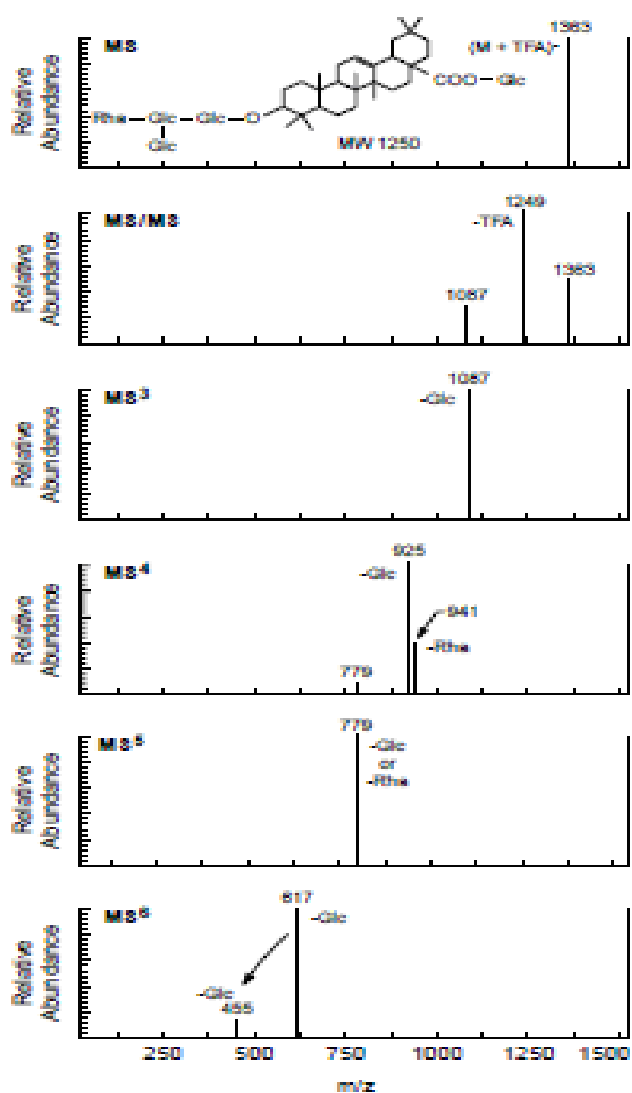 MS
(M + TFA)-
1363
COO-Glc
Rha-Glc-Glc-O
Glc
MW 1250
Relative
Abundance
MS/MS
1249
-TFA
1087
1363
Relative
Abundance
MS3
1087
-Glc
Relative
Abundance
MS4
925
-Glc
941
-Rha
779
Relative
Abundance
MS5
779
-Glc
or
-Rha
Relative
Abundance
MS6
617
-Glc
-Glc
455
Relative
Abundance
250 500 750 1000 1250 1500
m/z